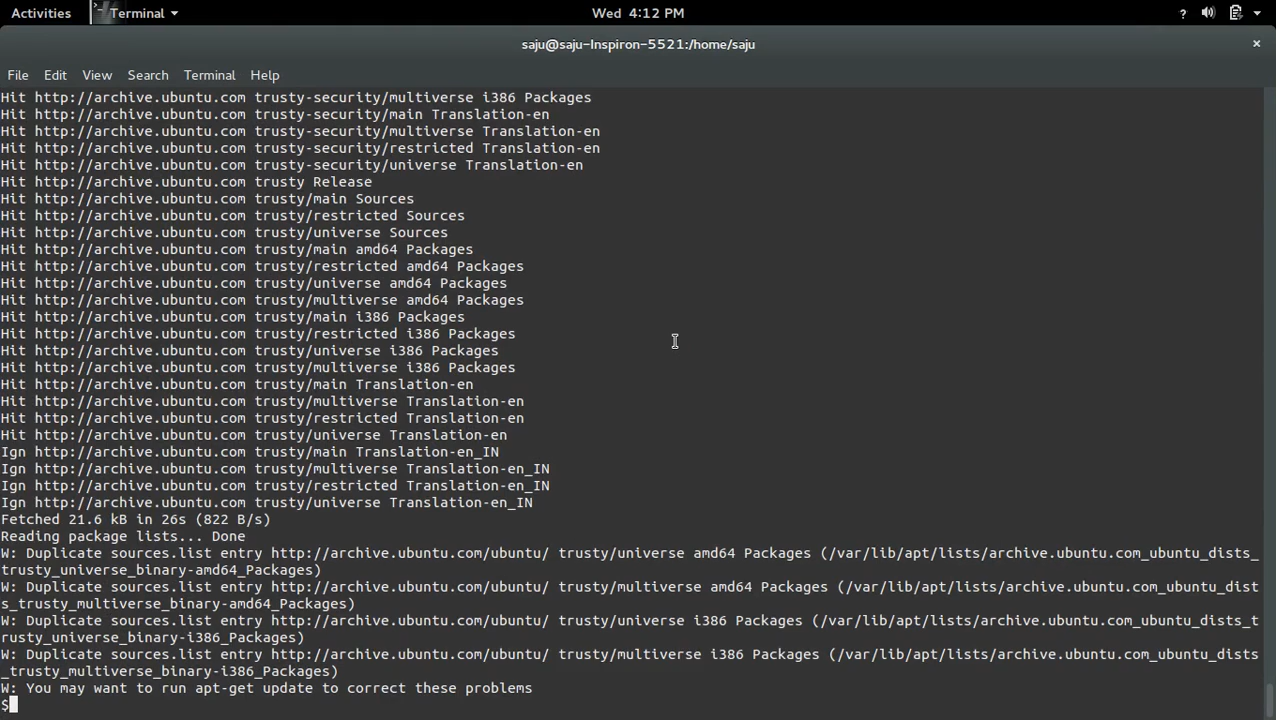 Activities
Terminal
Wed 4:12 PM
?
saju@saju-Inspiron-5521:/home/saju
×
File Edit View Search Terminal Help
Hit http://archive.ubuntu.com trusty-security/multiverse i386 Packages
Hit http://archive.ubuntu.com trusty-security/main Translation-en
Hit http://archive.ubuntu.com trusty-security/multiverse Translation-en
Hit http://archive.ubuntu.com trusty-security/restricted Translation-en
Hit http://archive.ubuntu.com trusty-security/universe Translation-en
Hit http://archive.ubuntu.com trusty Release
Hit http://archive.ubuntu.com trusty/main Sources
Hit http://archive.ubuntu.com trusty/restricted Sources
Hit http://archive.ubuntu.com trusty/universe Sources
Hit http://archive.ubuntu.com trusty/main amd64 Packages
Hit http://archive.ubuntu.com trusty/restricted amd64 Packages
Hit http://archive.ubuntu.com trusty/universe amd64 Packages
Hit http://archive.ubuntu.com trusty/multiverse amd64 Packages
Hit http://archive.ubuntu.com trusty/main i386 Packages
Hit http://archive.ubuntu.com trusty/restricted i386 Packages
Hit http://archive.ubuntu.com trusty/universe i386 Packages
Hit http://archive.ubuntu.com trusty/multiverse i386 Packages
Hit http://archive.ubuntu.com trusty/main Translation-en
Hit http://archive.ubuntu.com trusty/multiverse Translation-en
Hit http://archive.ubuntu.com trusty/restricted Translation-en
Hit http://archive.ubuntu.com trusty/universe Translation-en
Ign http://archive.ubuntu.com trusty/main Translation-en_IN
Ign http://archive.ubuntu.com trusty/multiverse Translation-en_IN
Ign http://archive.ubuntu.com trusty/restricted Translation-en_IN
Ign http://archive.ubuntu.com trusty/universe Translation-en_IN
Fetched 21.6 kB in 26s (822 B/s)
Reading package lists... Done
W: Duplicate sources.list entry http://archive.ubuntu.com/ubuntu/ trusty/universe amd64 Packages (/var/lib/apt/lists/archive.ubuntu.com_ubuntu_dists_
trusty_universe_binary-amd64_Packages)
W: Duplicate sources.list entry http://archive.ubuntu.com/ubuntu/ trusty/multiverse amd64 Packages (/var/lib/apt/lists/archive.ubuntu.com_ubuntu_dist
s_trusty_multiverse_binary-amd64_Packages)
W: Duplicate sources.list entry http://archive.ubuntu.com/ubuntu/ trusty/universe i386 Packages (/var/lib/apt/lists/archive.ubuntu.com_ubuntu_dists_t
rusty_universe_binary-i386_Packages)
W: Duplicate sources.list entry http://archive.ubuntu.com/ubuntu/ trusty/multiverse i386 Packages (/var/lib/apt/lists/archive.ubuntu.com_ubuntu_dists
_trusty_multiverse_binary-i386_Packages)
W: You may want to run apt-get update to correct these problems
$